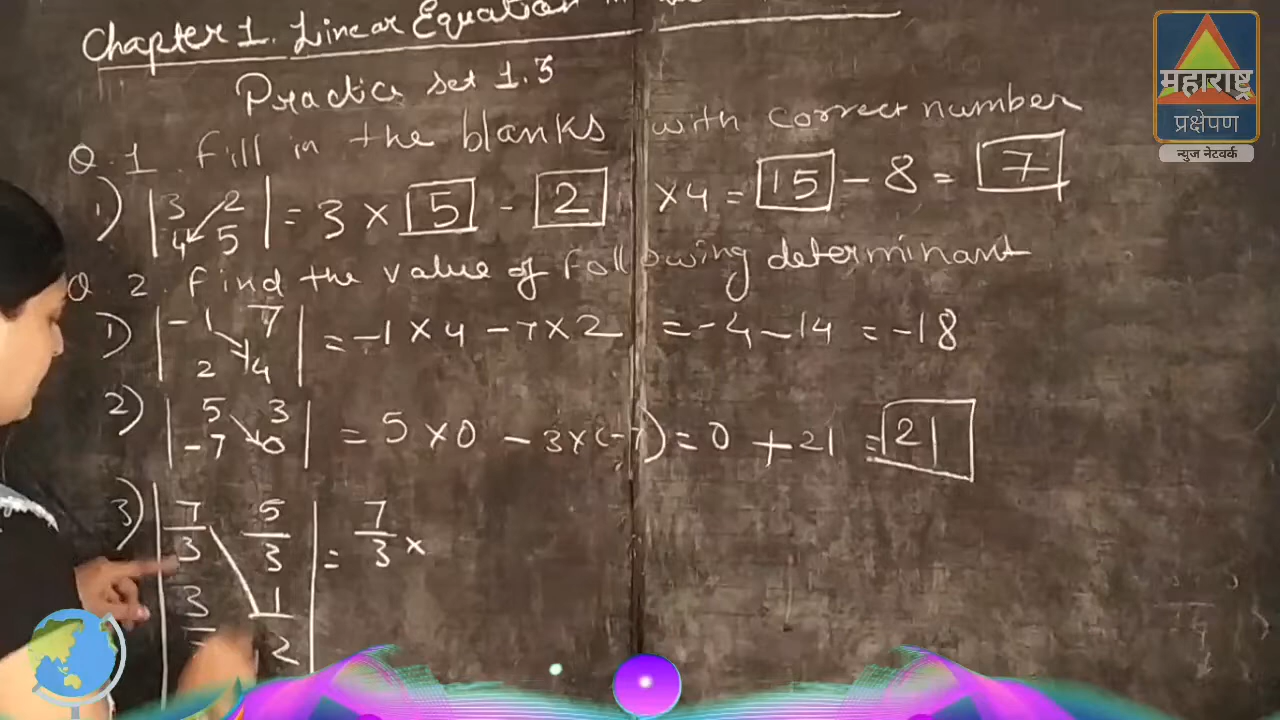 Chapter 1. Linear Equation in
Practice set 1.3
Q. 1 Fill in the blanks with correct number
1) | 3 2 | = 3 × 5 - 2 × 4 = 15 - 8 = 7
| 4 5 |
Q. 2 Find the value of following determinant
1) | -1 7 | = -1 × 4 - 7 × 2 = -4 - 14 = -18
| 2 4 |
2) | 5 3 | = 5 × 0 - 3 × (-7) = 0 + 21 = 21
| -7 0 |
3) | 7/3 5/3 | = 7/3 ×
| 3/ 1/2 |
महाराष्ट्र
प्रक्षेपण
न्युज नेटवर्क